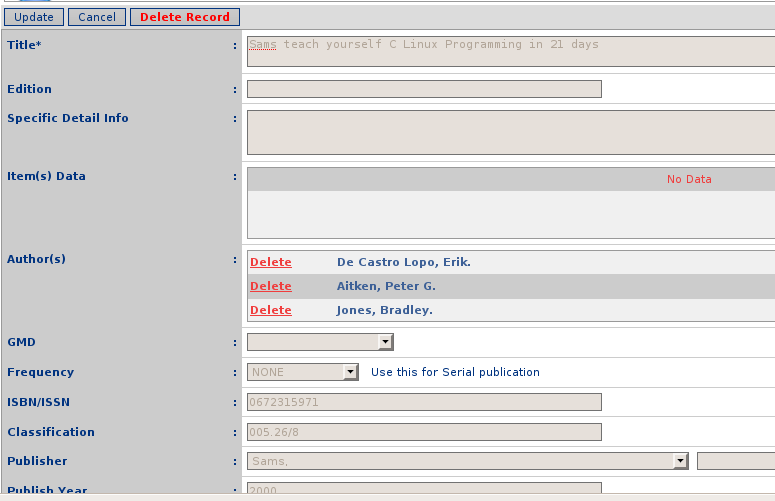 Update Cancel Delete Record
Title* : Sams teach yourself C Linux Programming in 21 days
Edition :
Specific Detail Info :
Item(s) Data : No Data
Author(s) : Delete De Castro Lopo, Erik.
Delete Aitken, Peter G.
Delete Jones, Bradley.
GMD :
Frequency : NONE Use this for Serial publication
ISBN/ISSN : 0672315971
Classification : 005.26/8
Publisher : Sams,
Publish Year : 2000